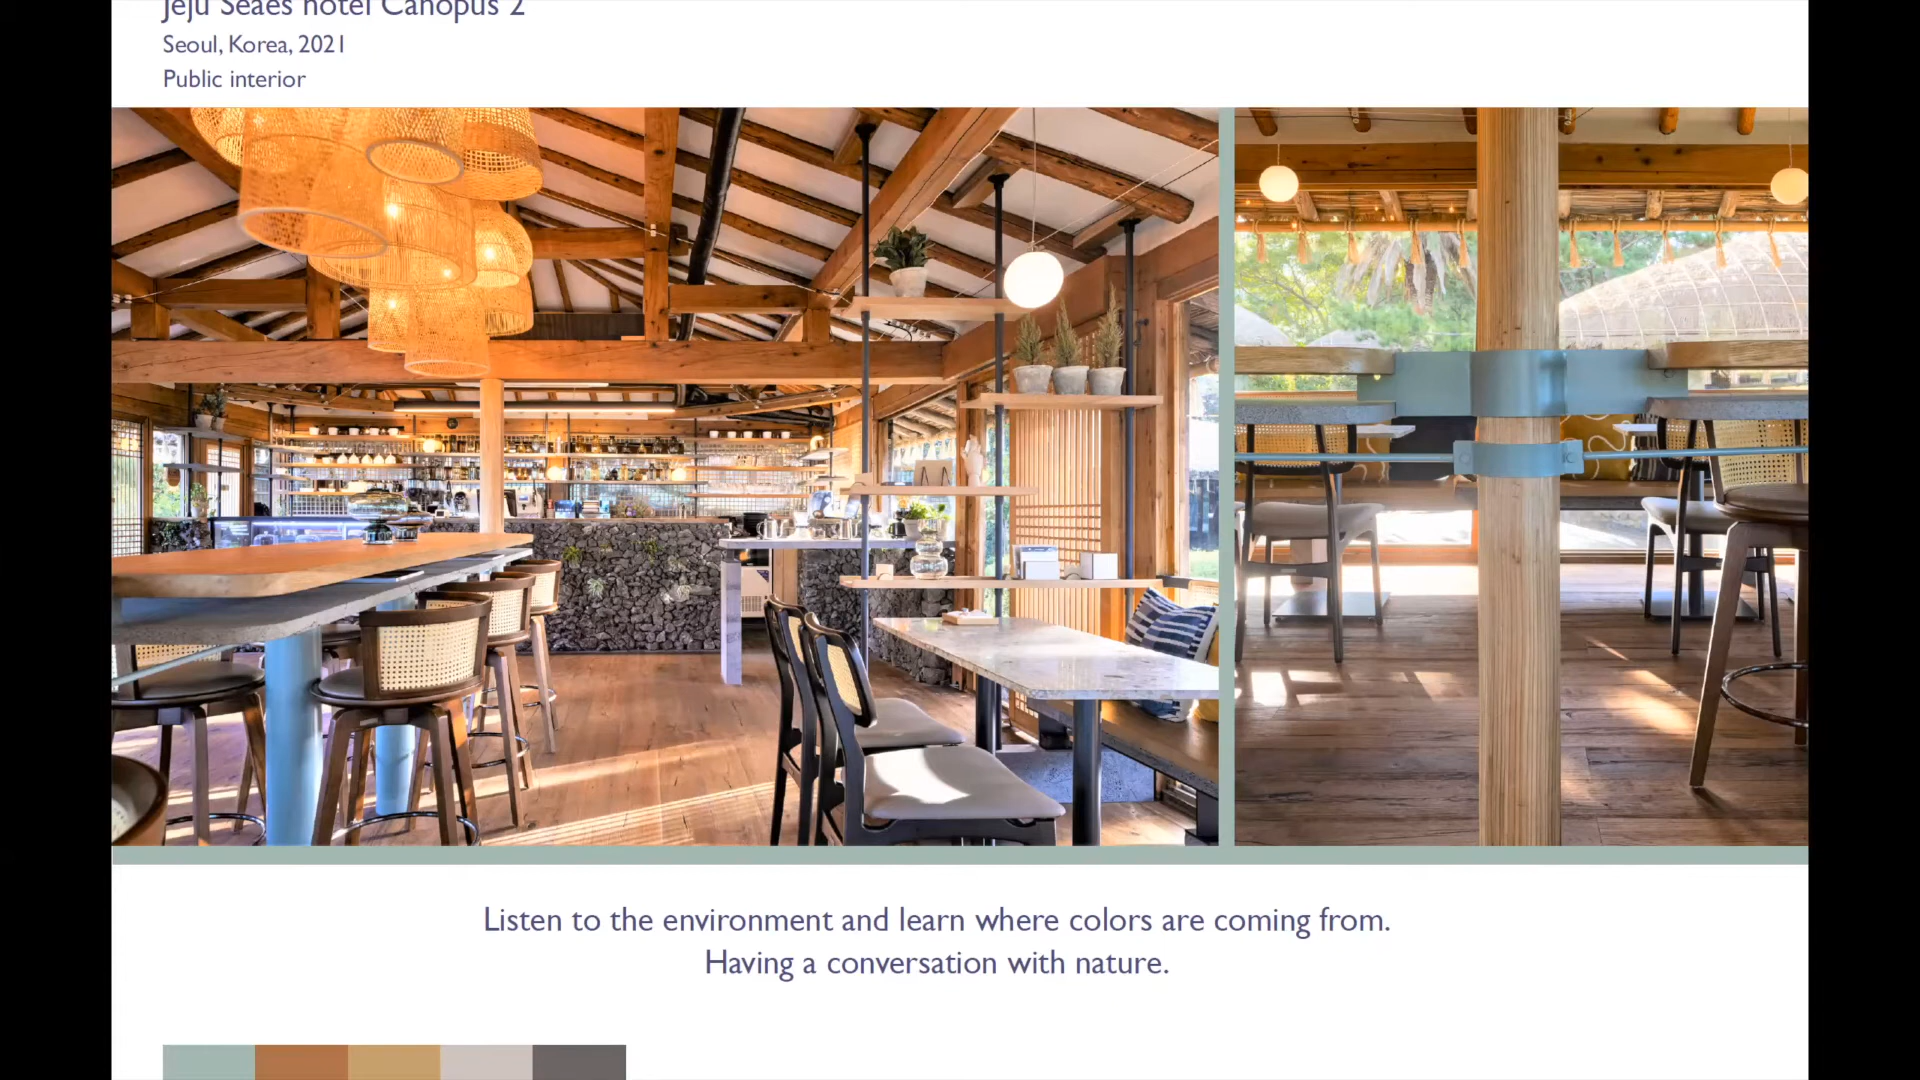 Jeju Seaes hotel Canopus 2
Seoul, Korea, 2021
Public interior
Listen to the environment and learn where colors are coming from.
Having a conversation with nature.